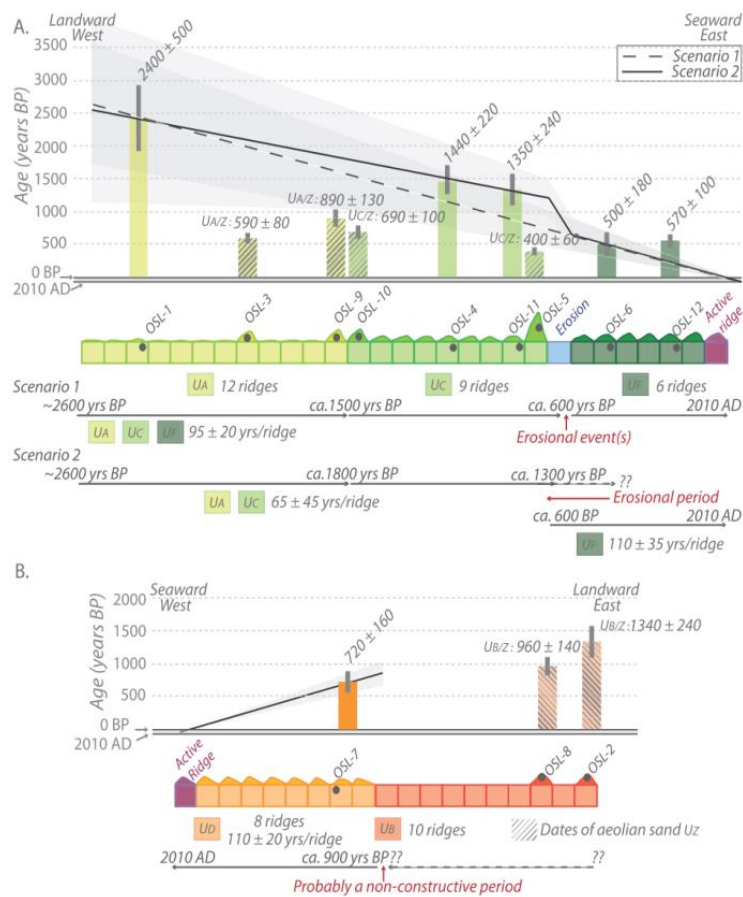 A.
Landward
West
Seaward
East
Scenario 1
Scenario 2
Age (years BP)
3500
3000
2500
2000
1500
1000
500
0 BP
2010 AD
2400 ± 500
UA/Z : 590 ± 80
UA/Z : 890 ± 130
UC/Z : 690 ± 100
1440 ± 220
1350 ± 240
UC/Z : 400 ± 60
500 ± 180
570 ± 100
OSL-1
OSL-3
OSL-9
OSL-10
OSL-4
OSL-11
OSL-5
Erosion
OSL-6
OSL-12
Active
ridge
Scenario 1
UA 12 ridges
UC 9 ridges
UF 6 ridges
~2600 yrs BP
ca.1500 yrs BP
ca.600 yrs BP
2010 AD
UA UC UF 95 ± 20 yrs/ridge
Erosional event(s)
Scenario 2
~2600 yrs BP
ca.1800 yrs BP
ca.1300 yrs BP
??
UA UC 65 ± 45 yrs/ridge
Erosional period
ca. 600 BP
2010 AD
UF 110 ± 35 yrs/ridge
B.
Seaward
West
Landward
East
Age (years BP)
2000
1500
1000
500
0 BP
2010 AD
720 ± 160
UB/Z : 960 ± 140
UB/Z :1340 ± 240
Active
Ridge
OSL-7
OSL-8
OSL-2
UD 8 ridges
110 ± 20 yrs/ridge
UB 10 ridges
Dates of aeolian sand UZ
2010 AD
ca. 900 yrs BP
??
??
Probably a non-constructive period